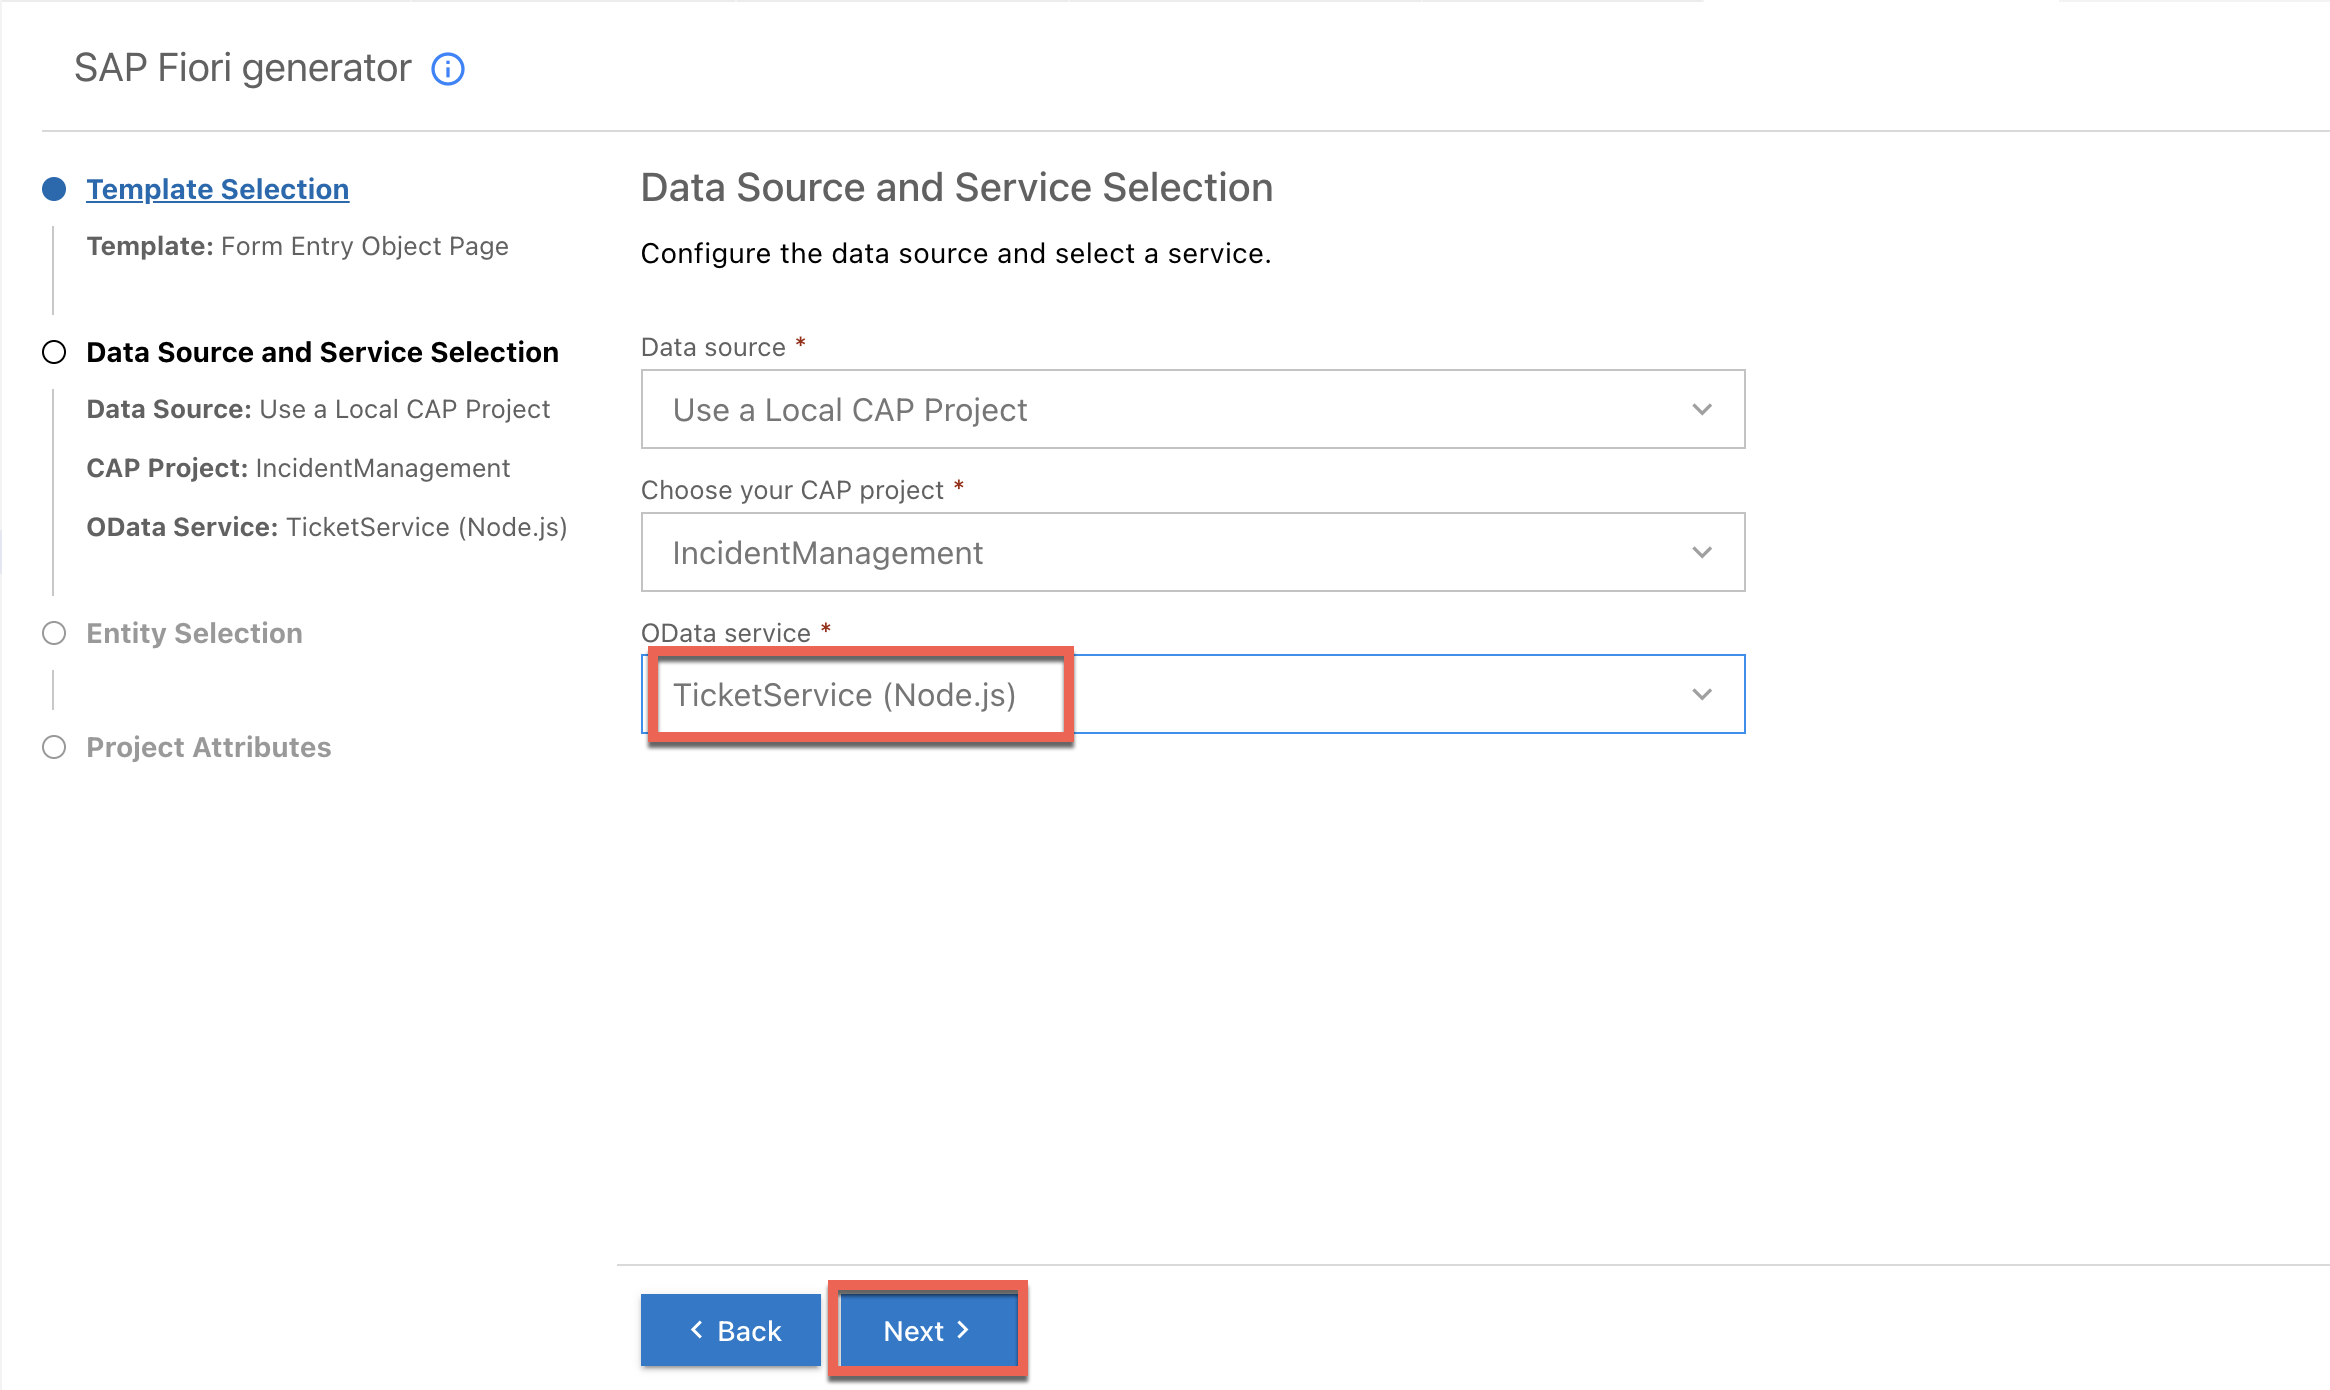 SAP Fiori generator
Template Selection
Template: Form Entry Object Page
Data Source and Service Selection
Data Source: Use a Local CAP Project
CAP Project: IncidentManagement
OData Service: TicketService (Node.js)
Entity Selection
Project Attributes
Data Source and Service Selection
Configure the data source and select a service.
Data source *
Use a Local CAP Project
Choose your CAP project *
IncidentManagement
OData service *
TicketService (Node.js)
Back
Next